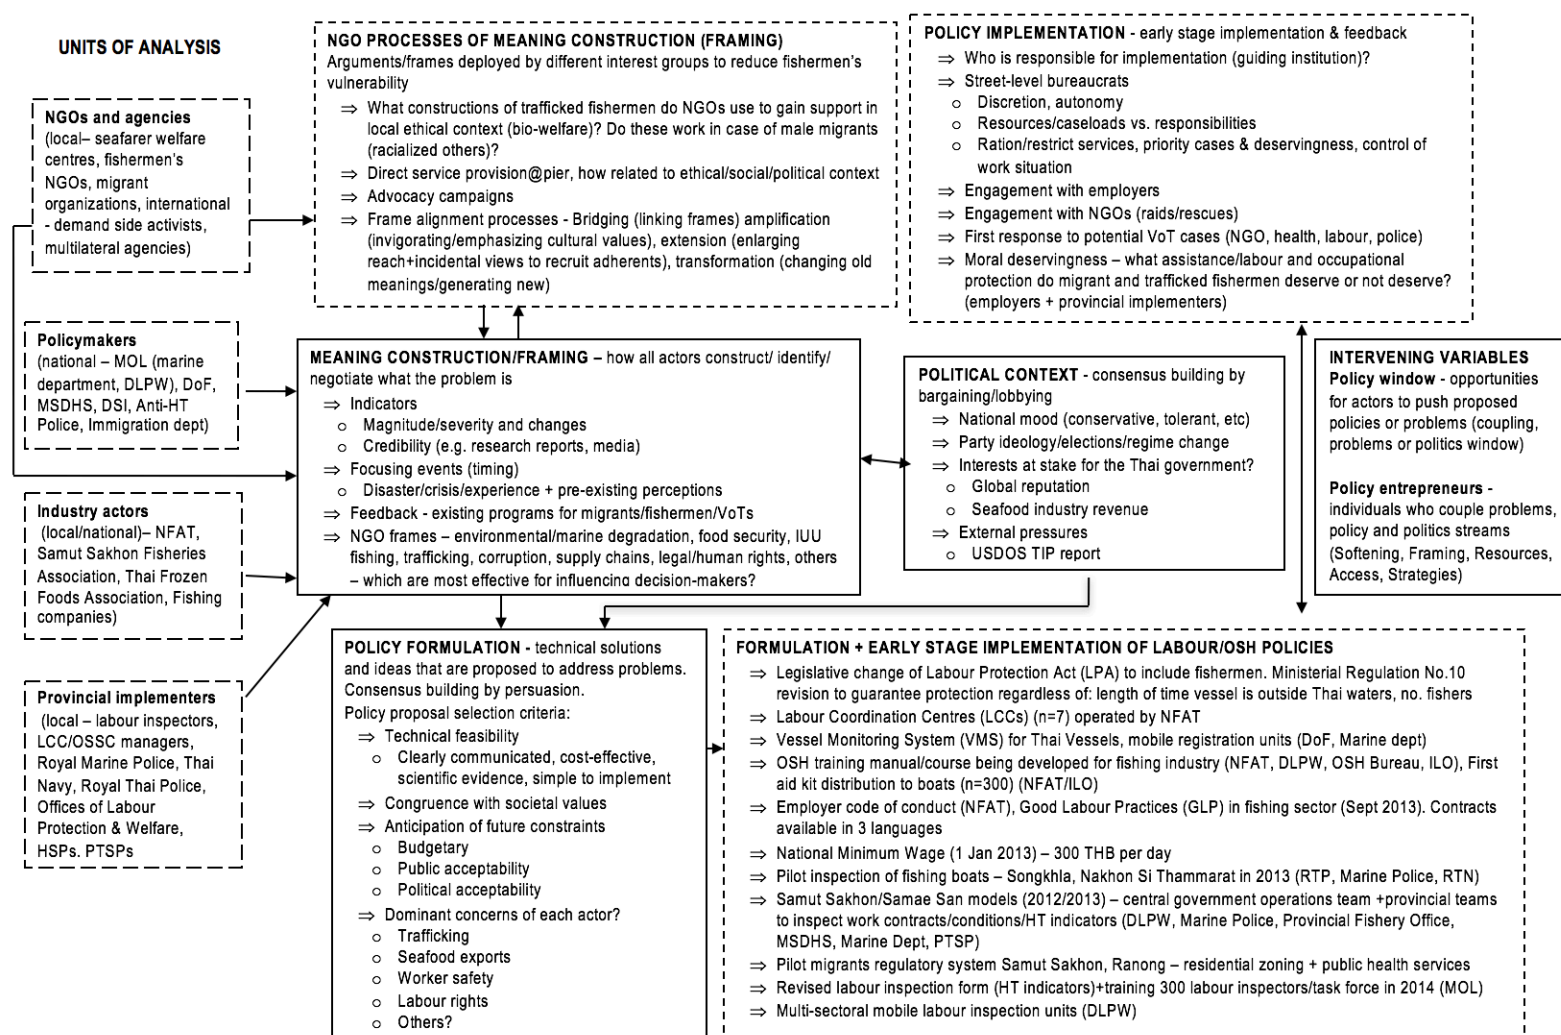 UNITS OF ANALYSIS
NGOs and agencies
(local– seafarer welfare
centres, fishermen's
NGOs, migrant
organizations, international
- demand side activists,
multilateral agencies)
Policymakers
(national – MOL (marine
department, DLPW), DoF,
MSDHS, DSI, Anti-HT
Police, Immigration dept)
Industry actors
(local/national)– NFAT,
Samut Sakhon Fisheries
Association, Thai Frozen
Foods Association, Fishing
companies)
Provincial implementers
(local – labour inspectors,
LCC/OSSC managers,
Royal Marine Police, Thai
Navy, Royal Thai Police,
Offices of Labour
Protection & Welfare,
HSPs. PTSPs
NGO PROCESSES OF MEANING CONSTRUCTION (FRAMING)
Arguments/frames deployed by different interest groups to reduce fishermen's
vulnerability
⇒ What constructions of trafficked fishermen do NGOs use to gain support in
local ethical context (bio-welfare)? Do these work in case of male migrants
(racialized others)?
⇒ Direct service provision@pier, how related to ethical/social/political context
⇒ Advocacy campaigns
⇒ Frame alignment processes - Bridging (linking frames) amplification
(invigorating/emphasizing cultural values), extension (enlarging
reach+incidental views to recruit adherents), transformation (changing old
meanings/generating new)
MEANING CONSTRUCTION/FRAMING – how all actors construct/ identify/
negotiate what the problem is
⇒ Indicators
o Magnitude/severity and changes
o Credibility (e.g. research reports, media)
⇒ Focusing events (timing)
o Disaster/crisis/experience + pre-existing perceptions
⇒ Feedback - existing programs for migrants/fishermen/VoTs
⇒ NGO frames – environmental/marine degradation, food security, IUU
fishing, trafficking, corruption, supply chains, legal/human rights, others
– which are most effective for influencing decision-makers?
POLICY FORMULATION - technical solutions
and ideas that are proposed to address problems.
Consensus building by persuasion.
Policy proposal selection criteria:
⇒ Technical feasibility
o Clearly communicated, cost-effective,
scientific evidence, simple to implement
⇒ Congruence with societal values
⇒ Anticipation of future constraints
o Budgetary
o Public acceptability
o Political acceptability
⇒ Dominant concerns of each actor?
o Trafficking
o Seafood exports
o Worker safety
o Labour rights
o Others?
POLICY IMPLEMENTATION - early stage implementation & feedback
⇒ Who is responsible for implementation (guiding institution)?
⇒ Street-level bureaucrats
o Discretion, autonomy
o Resources/caseloads vs. responsibilities
o Ration/restrict services, priority cases & deservingness, control of
work situation
⇒ Engagement with employers
⇒ Engagement with NGOs (raids/rescues)
⇒ First response to potential VoT cases (NGO, health, labour, police)
⇒ Moral deservingness – what assistance/labour and occupational
protection do migrant and trafficked fishermen deserve or not deserve?
(employers + provincial implementers)
POLITICAL CONTEXT - consensus building by
bargaining/lobbying
⇒ National mood (conservative, tolerant, etc)
⇒ Party ideology/elections/regime change
⇒ Interests at stake for the Thai government?
o Global reputation
o Seafood industry revenue
⇒ External pressures
o USDOS TIP report
INTERVENING VARIABLES
Policy window - opportunities
for actors to push proposed
policies or problems (coupling,
problems or politics window)
Policy entrepreneurs -
individuals who couple problems,
policy and politics streams
(Softening, Framing, Resources,
Access, Strategies)
FORMULATION + EARLY STAGE IMPLEMENTATION OF LABOUR/OSH POLICIES
⇒ Legislative change of Labour Protection Act (LPA) to include fishermen. Ministerial Regulation No.10
revision to guarantee protection regardless of: length of time vessel is outside Thai waters, no. fishers
⇒ Labour Coordination Centres (LCCs) (n=7) operated by NFAT
⇒ Vessel Monitoring System (VMS) for Thai Vessels, mobile registration units (DoF, Marine dept)
⇒ OSH training manual/course being developed for fishing industry (NFAT, DLPW, OSH Bureau, ILO), First
aid kit distribution to boats (n=300) (NFAT/ILO)
⇒ Employer code of conduct (NFAT), Good Labour Practices (GLP) in fishing sector (Sept 2013). Contracts
available in 3 languages
⇒ National Minimum Wage (1 Jan 2013) – 300 THB per day
⇒ Pilot inspection of fishing boats – Songkhla, Nakhon Si Thammarat in 2013 (RTP, Marine Police, RTN)
⇒ Samut Sakhon/Samae San models (2012/2013) – central government operations team +provincial teams
to inspect work contracts/conditions/HT indicators (DLPW, Marine Police, Provincial Fishery Office,
MSDHS, Marine Dept, PTSP)
⇒ Pilot migrants regulatory system Samut Sakhon, Ranong – residential zoning + public health services
⇒ Revised labour inspection form (HT indicators)+training 300 labour inspectors/task force in 2014 (MOL)
⇒ Multi-sectoral mobile labour inspection units (DLPW)